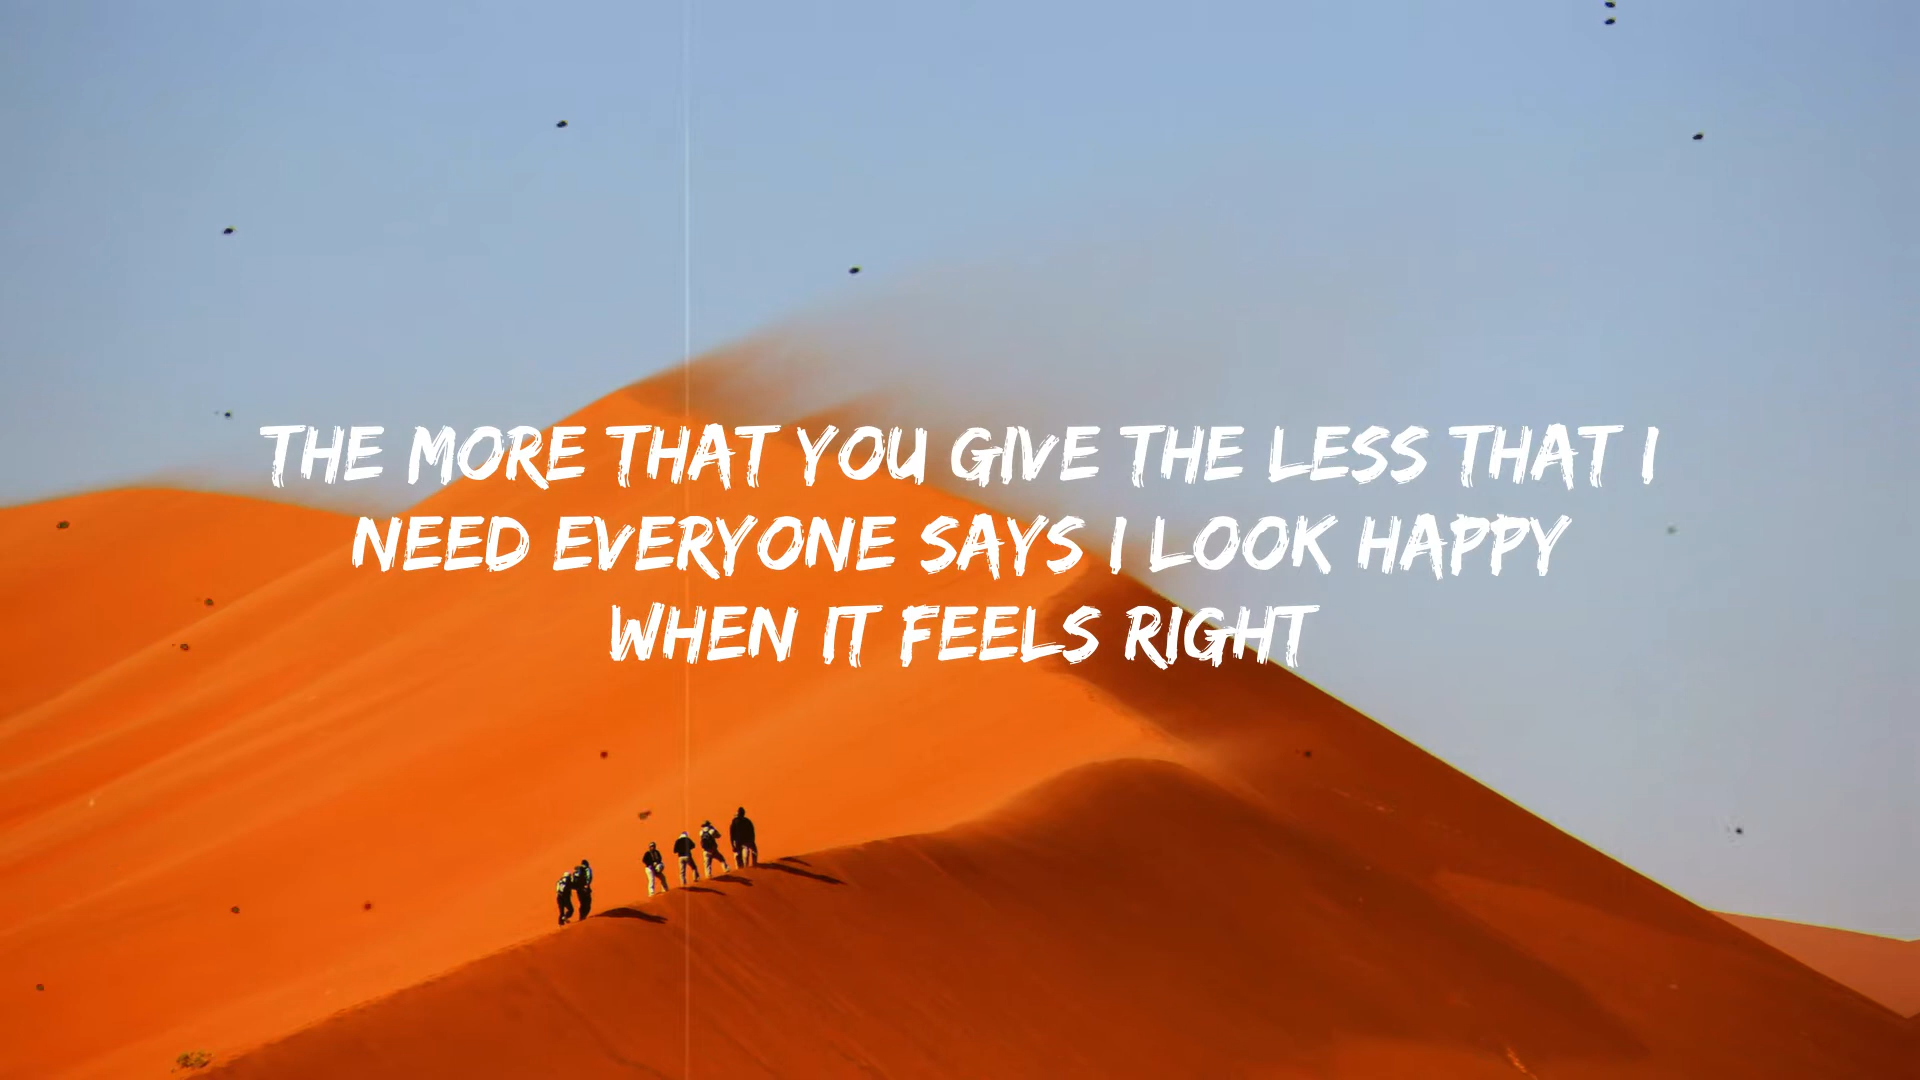 THE MORE THAT YOU GIVE THE LESS THAT I
NEED EVERYONE SAYS I LOOK HAPPY
WHEN IT FEELS RIGHT